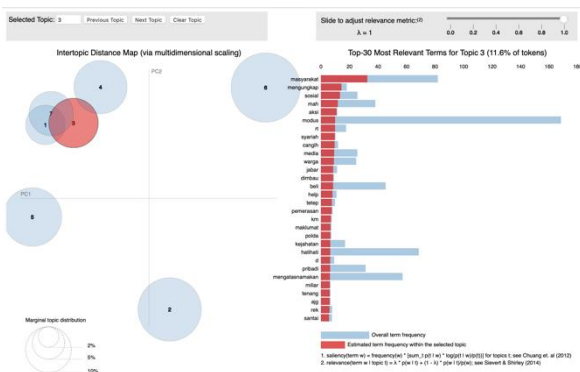 Selected Topic: 3 Previous Topic Next Topic Clear Topic
Slide to adjust relevance metric:(2)
λ = 1
0.0 0.2 0.4 0.6 0.8 1.0
Intertopic Distance Map (via multidimensional scaling)
PC2
PC1
4
6
1
3
5
2
Marginal topic distribution
2%
5%
10%
Top-30 Most Relevant Terms for Topic 3 (11.6% of tokens)
0 20 40 60 80 100 120 140 160
masyarakat
mengungkap
sosial
mah
aksi
modus
rt
syariah
cangih
media
warga
jabar
dimbau
beli
help
tetep
pemerasan
km
maklumat
polda
kejahatan
hatihati
d
pribadi
mengatasnamakan
miliar
tenang
ajg
rek
santai
Overall term frequency
Estimated term frequency within the selected topic
1. saliency(term w) = frequency(w) * [sum_t p(t | w) * log(p(t | w)/p(t))] for topics t; see Chuang et. al (2012)
2. relevance(term w | topic t) = λ * p(w | t) + (1 - λ) * p(w | t)/p(w); see Sievert & Shirley (2014)